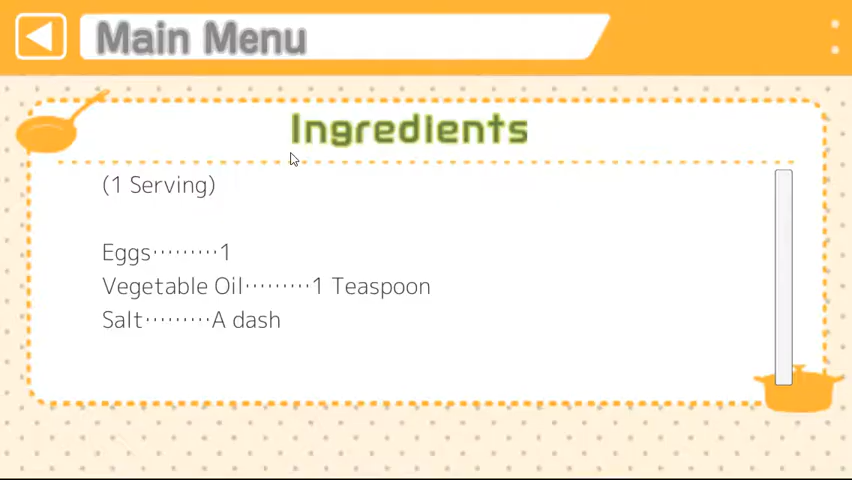 Main Menu
Ingredients
(1 Serving)
Eggs………1
Vegetable Oil………1 Teaspoon
Salt………A dash